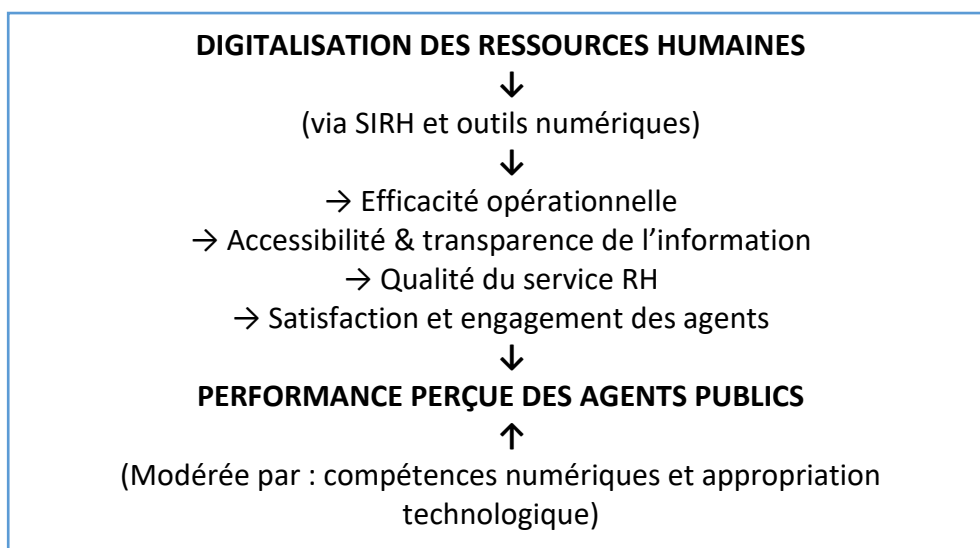 DIGITALISATION DES RESSOURCES HUMAINES
↓
(via SIRH et outils numériques)
↓
→ Efficacité opérationnelle
→ Accessibilité & transparence de l’information
→ Qualité du service RH
→ Satisfaction et engagement des agents
↓
PERFORMANCE PERÇUE DES AGENTS PUBLICS
↑
(Modérée par : compétences numériques et appropriation
technologique)